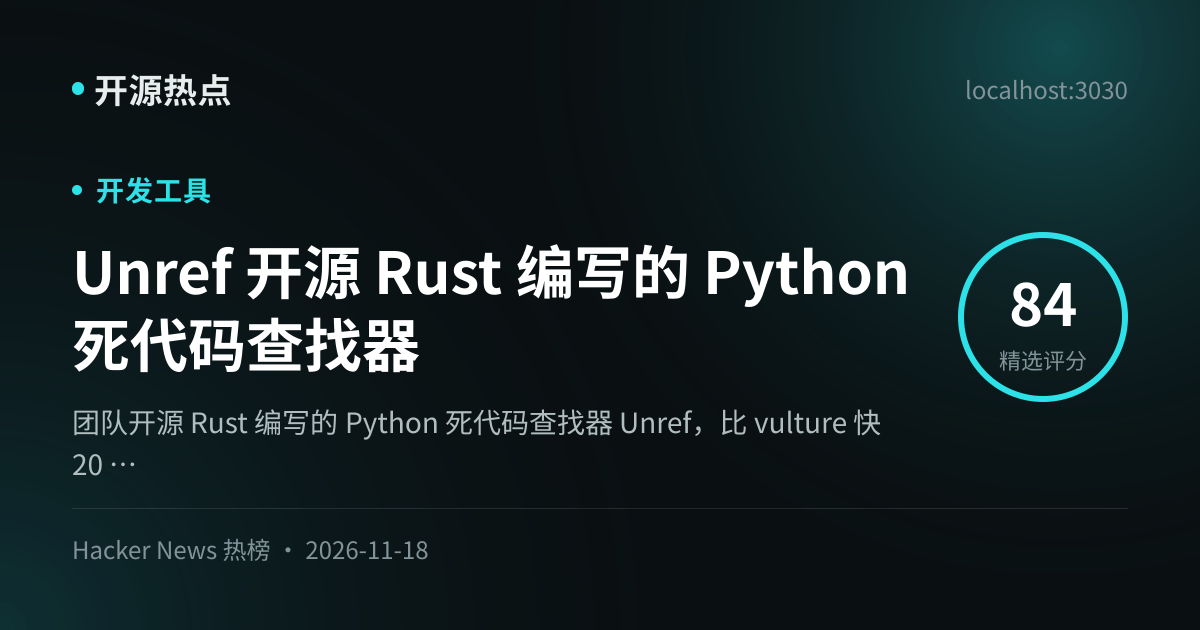 开源热点
localhost:3030
开发工具
Unref 开源 Rust 编写的 Python
死代码查找器
84
精选评分
团队开源 Rust 编写的 Python 死代码查找器 Unref，比 vulture 快
20 …
Hacker News 热榜 · 2026-11-18